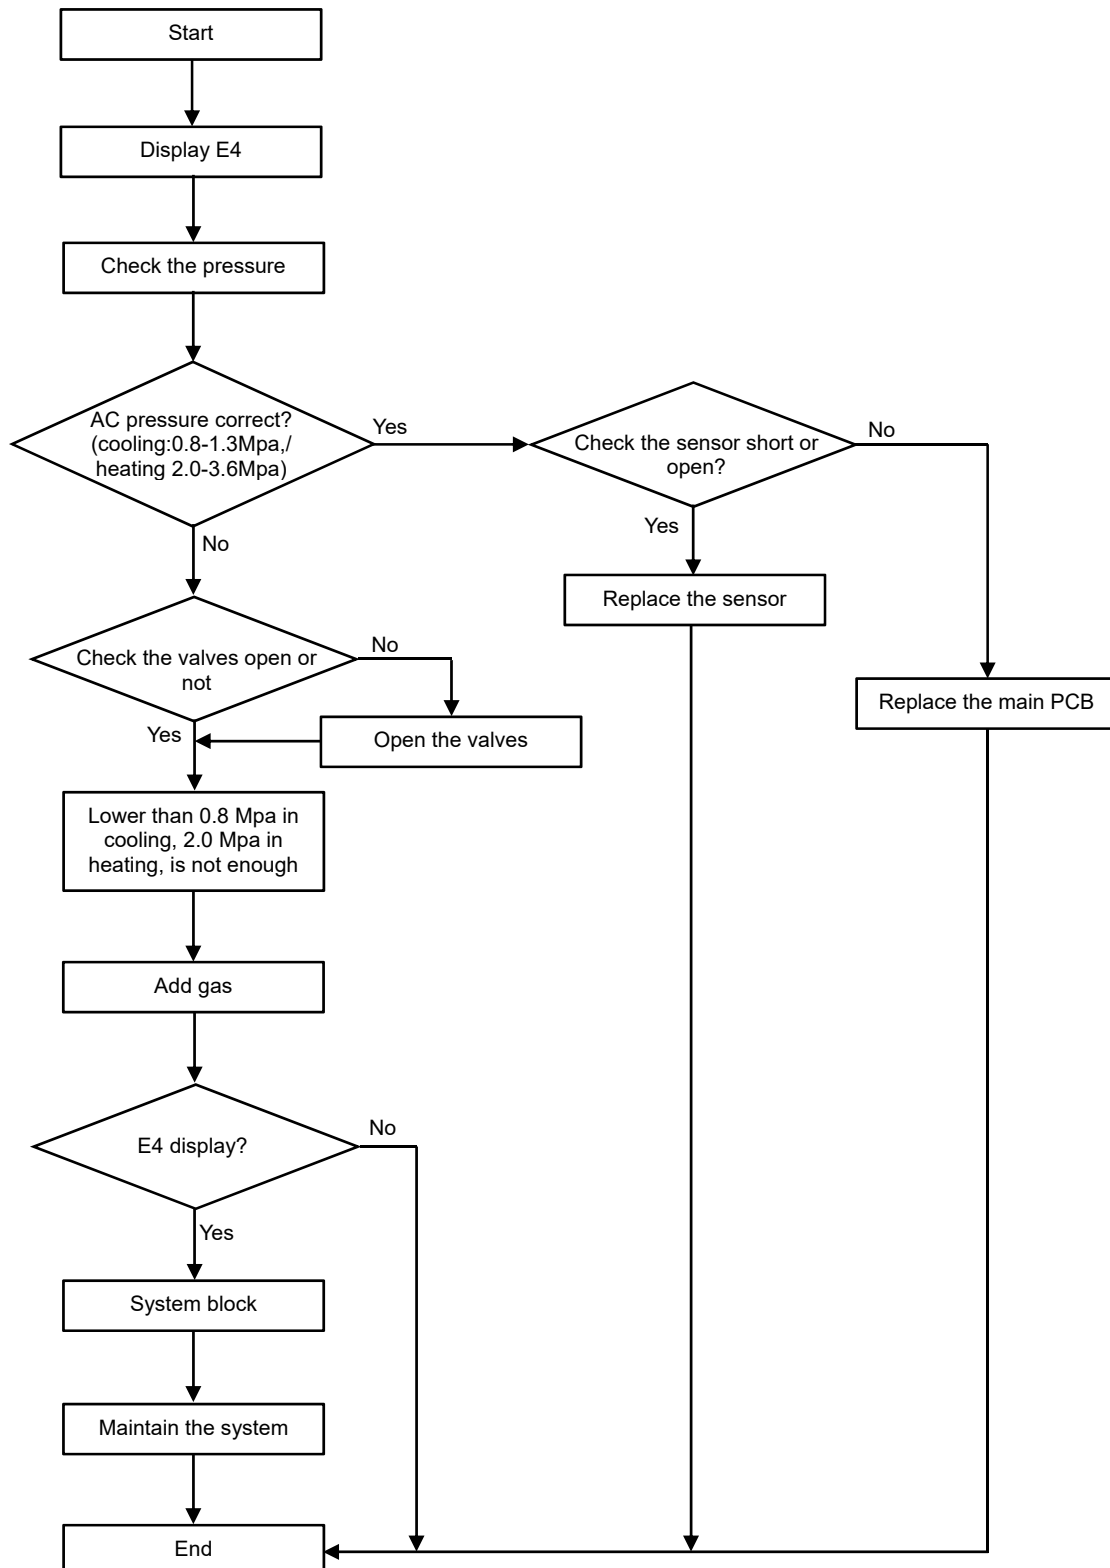 Start
Display E4
Check the pressure
AC pressure correct?
(cooling:0.8-1.3Mpa,/
heating 2.0-3.6Mpa)
Yes
No
Check the sensor short or
open?
No
Yes
Replace the sensor
Replace the main PCB
Check the valves open or
not
No
Yes
Open the valves
Lower than 0.8 Mpa in
cooling, 2.0 Mpa in
heating, is not enough
Add gas
E4 display?
No
Yes
System block
Maintain the system
End